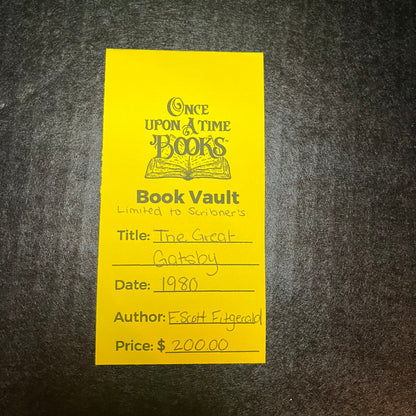 ONCE
UPON A TIME
BOOKS
Book Vault
Limited to Scribner's
Title: The Great
Gatsby
Date: 1980
Author: F.Scott Fitzgerald
Price: $ 200.00